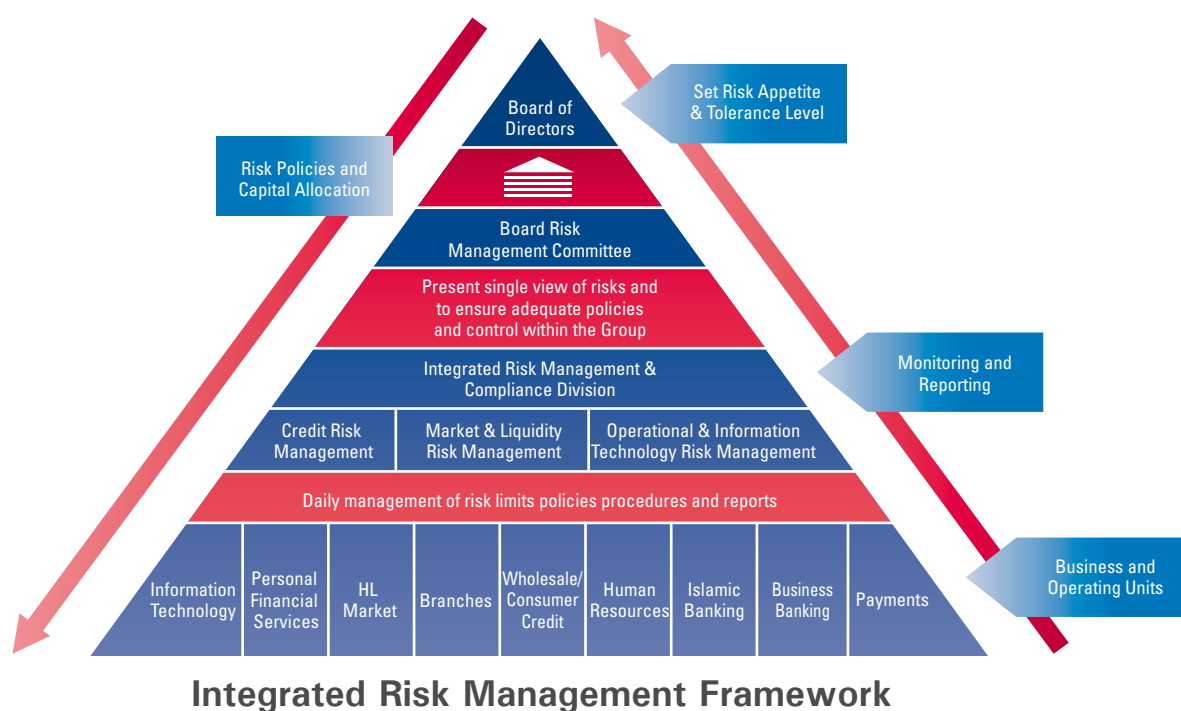 Board of
Directors
Set Risk Appetite
& Tolerance Level
Risk Policies and
Capital Allocation
Board Risk
Management Committee
Present single view of risks and
to ensure adequate policies
and control within the Group
Integrated Risk Management &
Compliance Division
Monitoring and
Reporting
Credit Risk
Management
Market & Liquidity
Risk Management
Operational & Information
Technology Risk Management
Daily management of risk limits policies procedures and reports
Information
Technology
Personal
Financial
Services
HL
Market
Branches
Wholesale/
Consumer
Credit
Human
Resources
Islamic
Banking
Business
Banking
Payments
Business and
Operating Units
Integrated Risk Management Framework